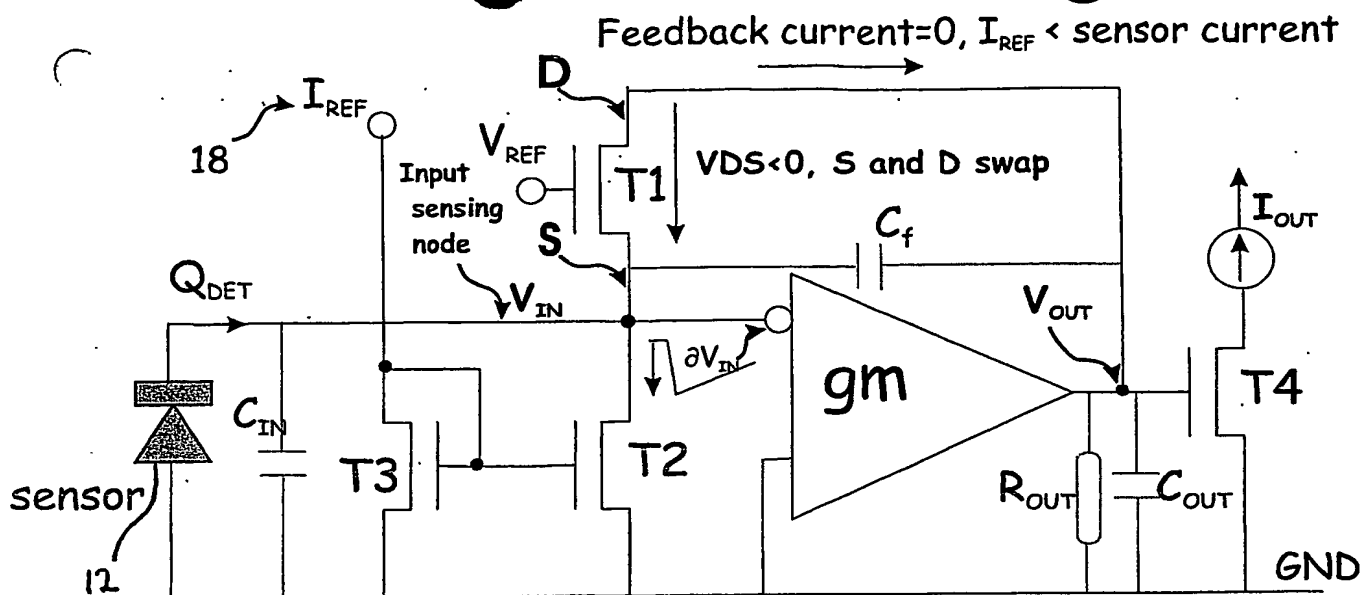 Feedback current=0, IREF < sensor current
D
IREF
18
VREF
T1
VDS<0, S and D swap
Input
sensing
node
S
Cf
IOUT
QDET
VIN
VOUT
∂VIN
gm
T4
CIN
T3
T2
ROUT
COUT
sensor
12
GND